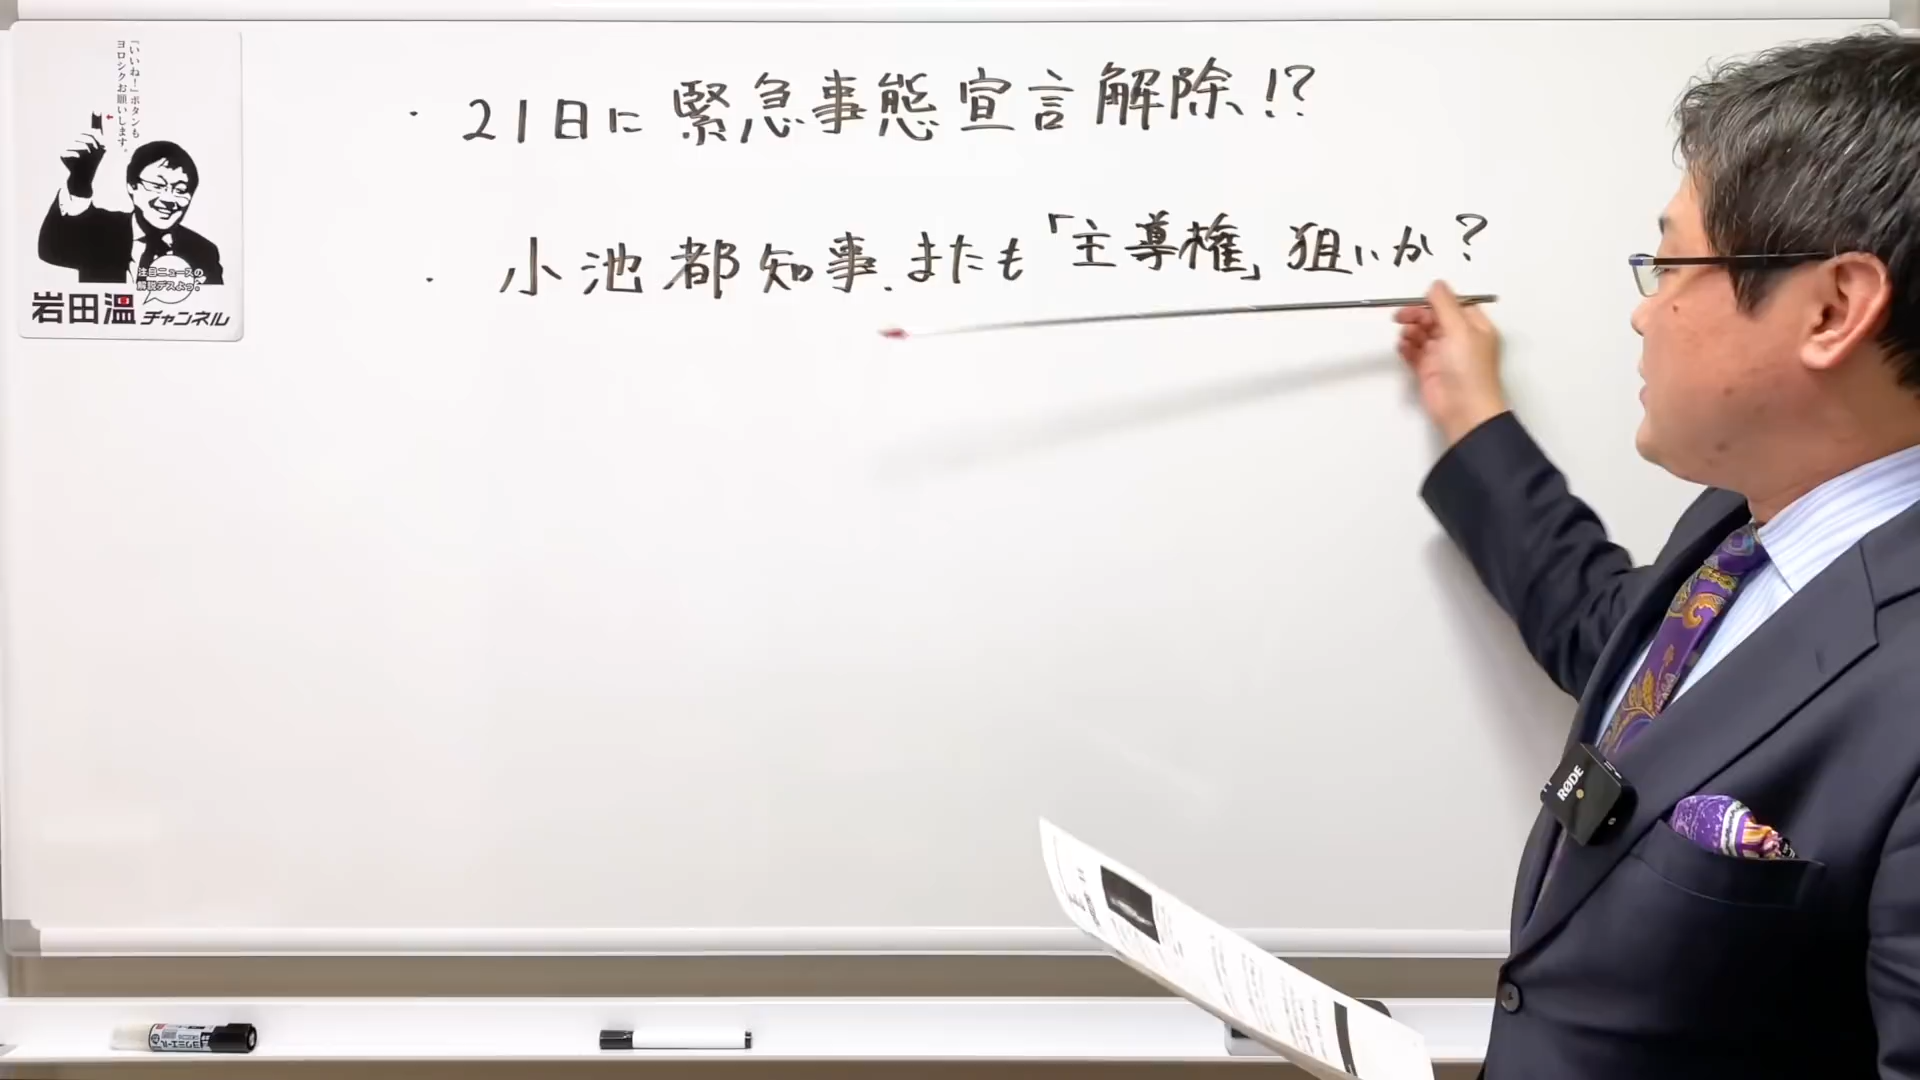 「いいね！」ボタンも
ヨロシクお願いします。
注目ニュースの
解説デスよっ！
岩田温チャンネル
・21日に緊急事態宣言解除!?
・小池都知事、またも「主導権」狙いか？
RØDE